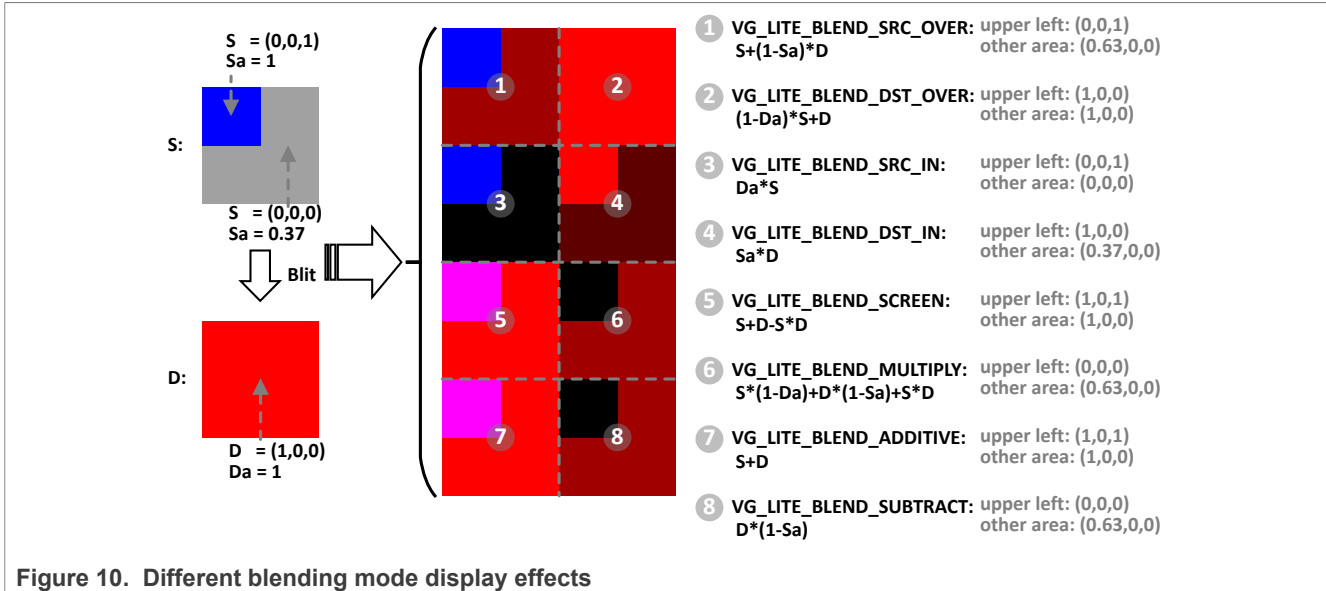 S = (0,0,1)
Sa = 1
S:
S = (0,0,0)
Sa = 0.37
Blit
D:
D = (1,0,0)
Da = 1
1 2
3 4
5 6
7 8
1 VG_LITE_BLEND_SRC_OVER: upper left: (0,0,1)
S+(1-Sa)*D other area: (0.63,0,0)
2 VG_LITE_BLEND_DST_OVER: upper left: (1,0,0)
(1-Da)*S+D other area: (1,0,0)
3 VG_LITE_BLEND_SRC_IN: upper left: (0,0,1)
Da*S other area: (0,0,0)
4 VG_LITE_BLEND_DST_IN: upper left: (1,0,0)
Sa*D other area: (0.37,0,0)
5 VG_LITE_BLEND_SCREEN: upper left: (1,0,1)
S+D-S*D other area: (1,0,0)
6 VG_LITE_BLEND_MULTIPLY: upper left: (0,0,0)
S*(1-Da)+D*(1-Sa)+S*D other area: (0.63,0,0)
7 VG_LITE_BLEND_ADDITIVE: upper left: (1,0,1)
S+D other area: (1,0,0)
8 VG_LITE_BLEND_SUBTRACT: upper left: (0,0,0)
D*(1-Sa) other area: (0.63,0,0)
Figure 10. Different blending mode display effects